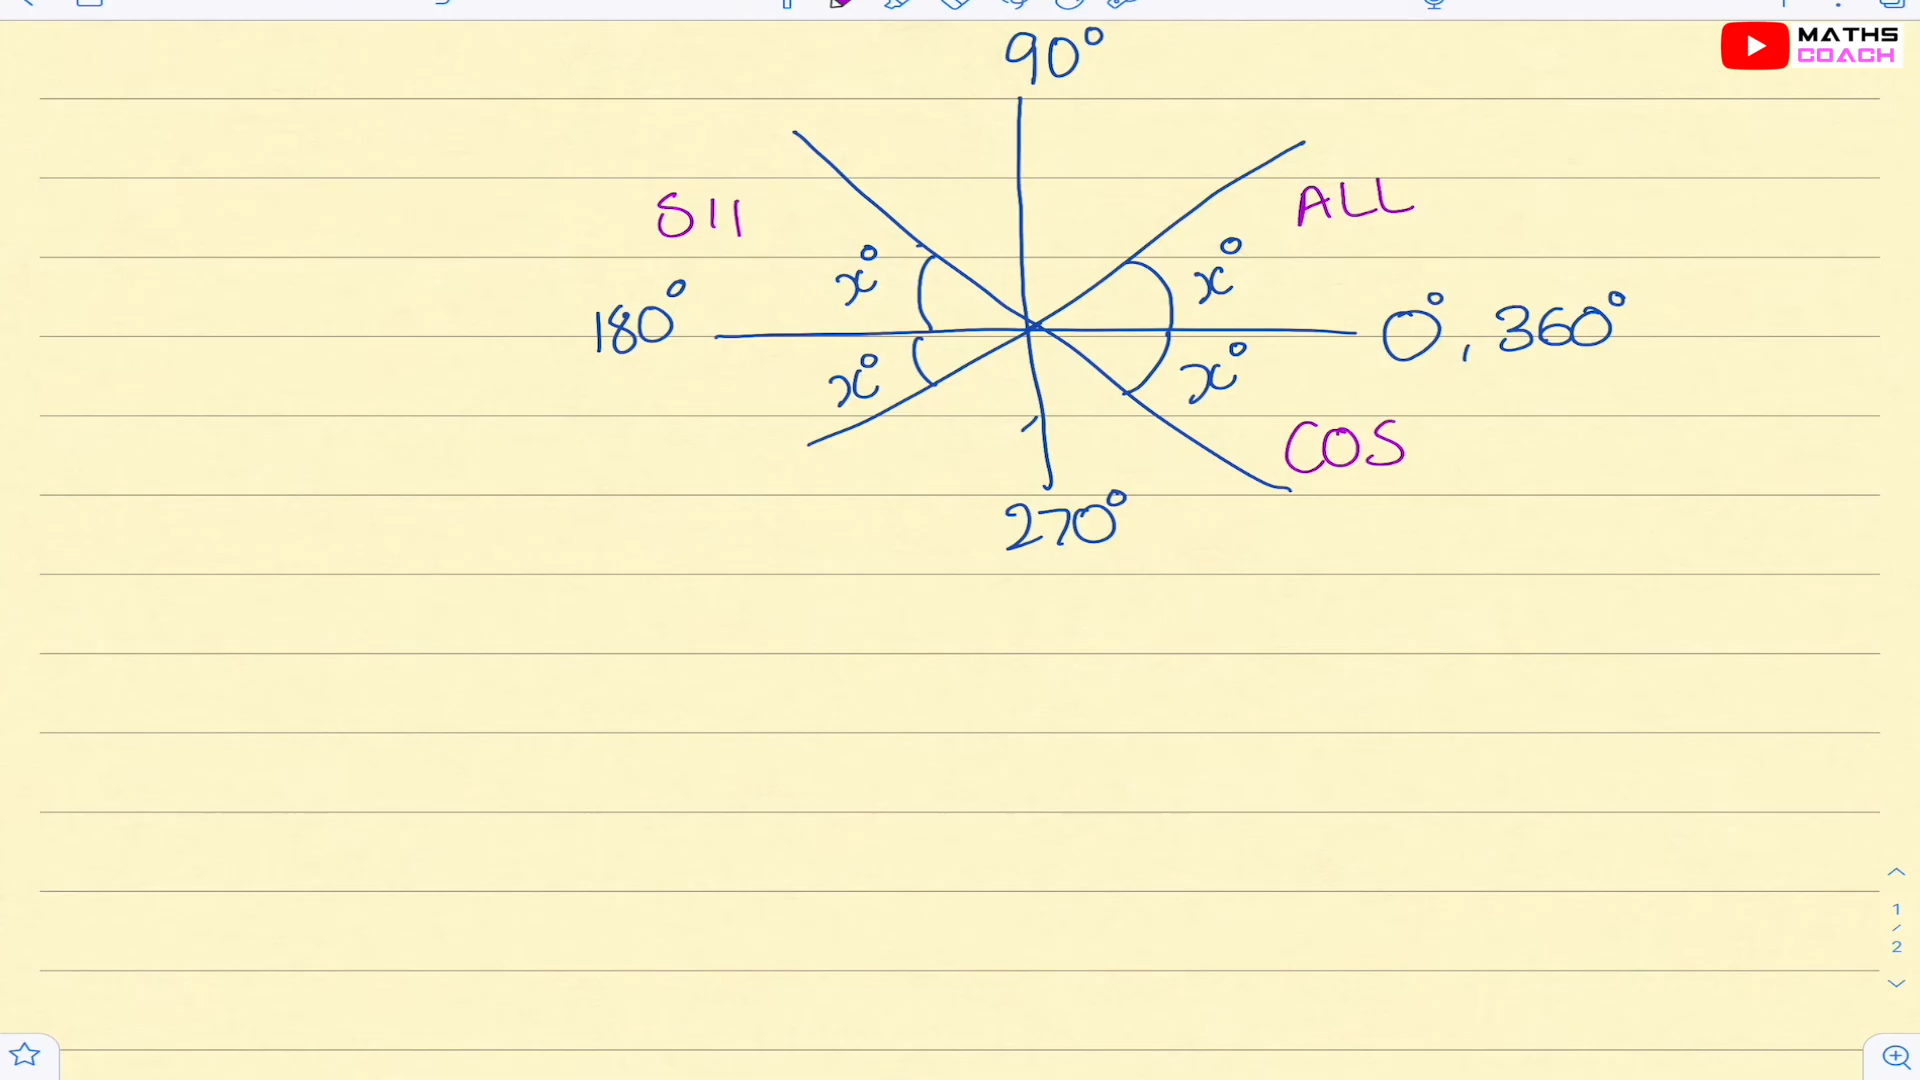 90°
MATHS
COACH
SII
ALL
x°
x°
180°
0°, 360°
x°
x°
COS
270°
1
/
2